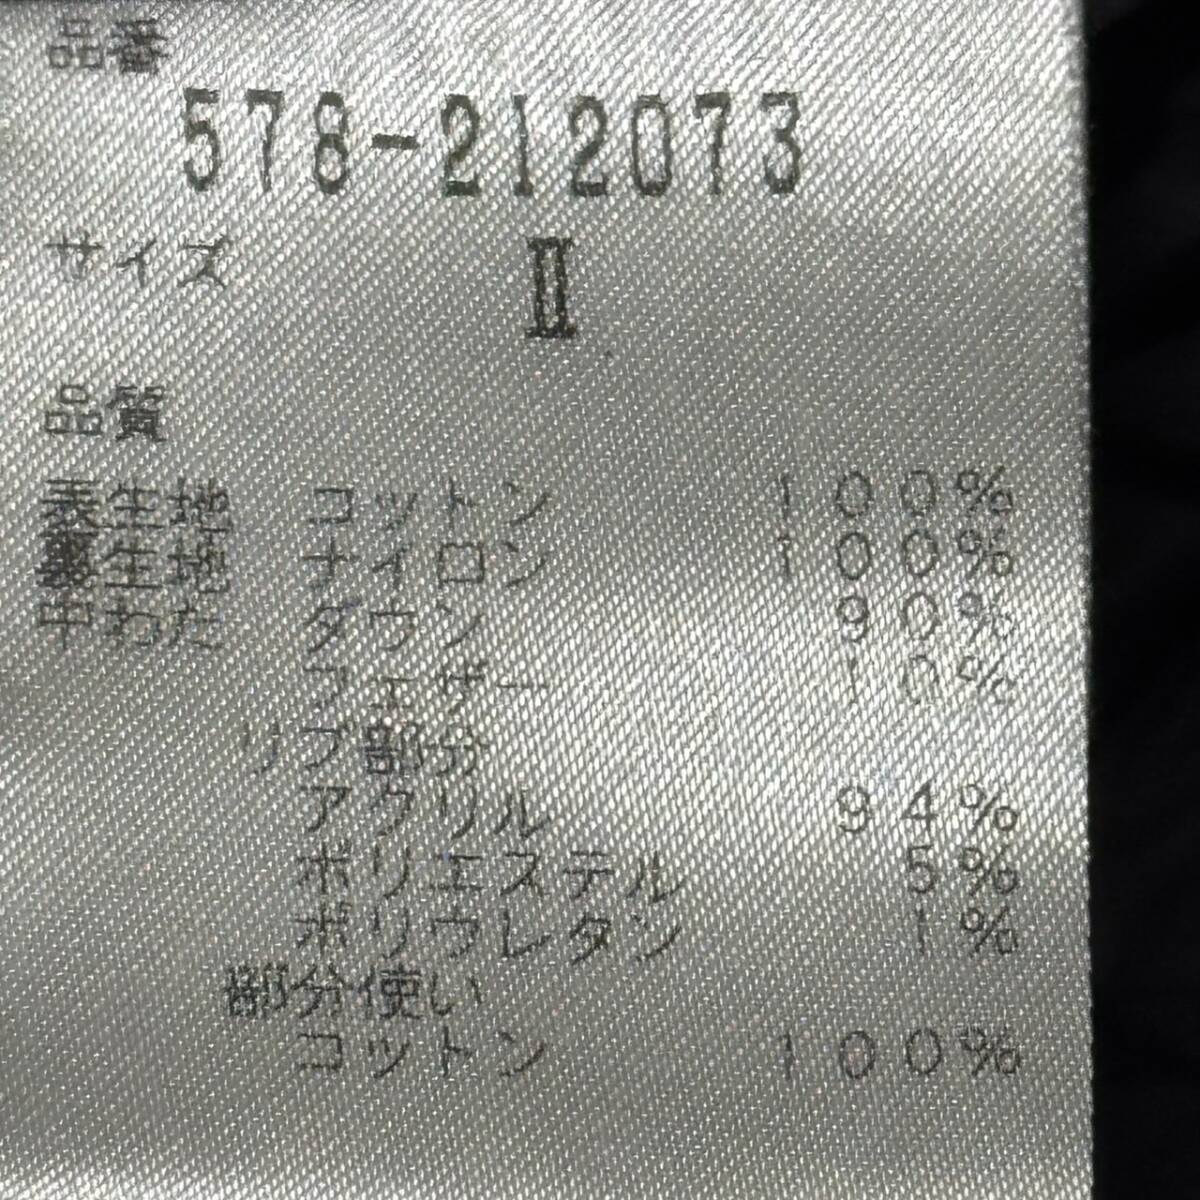 品番
578-212073
サイズ Ⅱ
品質
表生地 コットン 100%
裏生地 ナイロン 100%
中わた ダウン 90%
フェザー 10%
リブ部分
アクリル 94%
ポリエステル 5%
ポリウレタン 1%
部分使い
コットン 100%